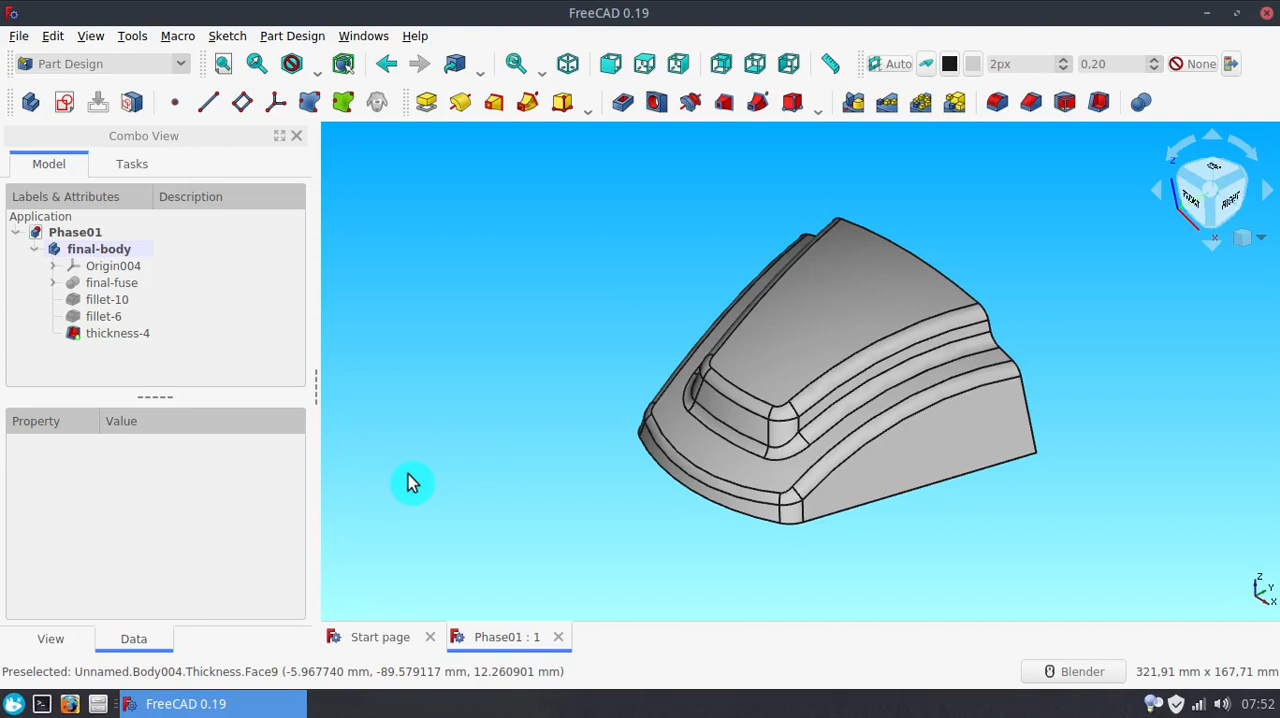 FreeCAD 0.19
File Edit View Tools Macro Sketch Part Design Windows Help
Part Design Auto 2px 0,20 None
Combo View
Model Tasks
Labels & Attributes Description
Application
Phase01
final-body
Origin004
final-fuse
fillet-10
fillet-6
thickness-4
Property Value
View Data
RIGHT
Z
X
Z
Y
X
Start page Phase01 : 1
Preselected: Unnamed.Body004.Thickness.Face9 (-5.967740 mm, -89.579117 mm, 12.260901 mm) Blender 321,91 mm x 167,71 mm
FreeCAD 0.19 07:52